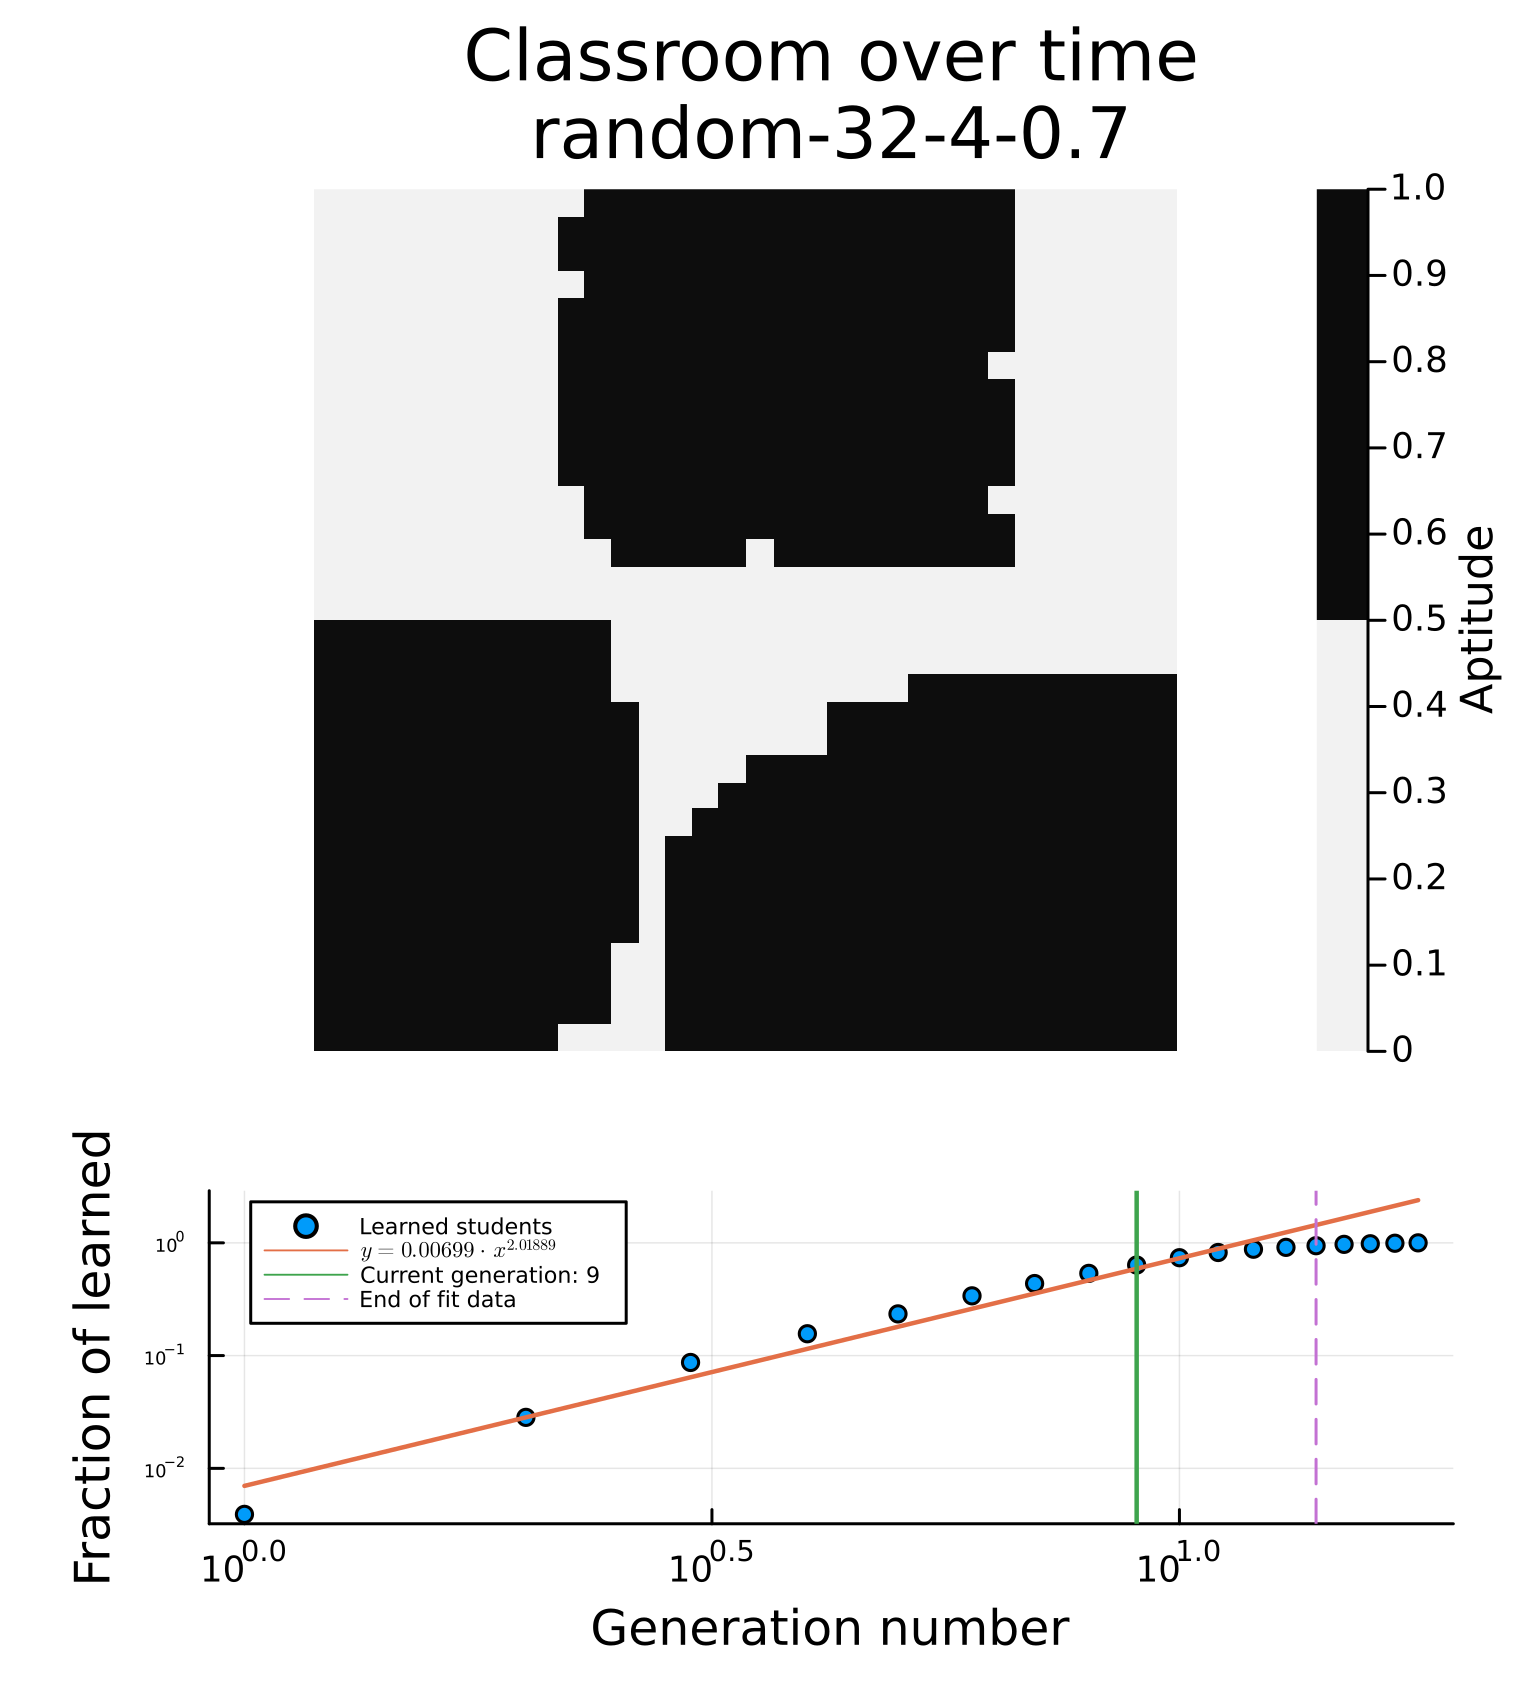 Classroom over time
random-32-4-0.7
1.0
0.9
0.8
0.7
0.6
0.5
0.4
0.3
0.2
0.1
0
Aptitude
Fraction of learned
10^0
10^−1
10^−2
Learned students
y = 0.00699 · x^2.01889
Current generation: 9
End of fit data
10^0.0
10^0.5
10^1.0
Generation number